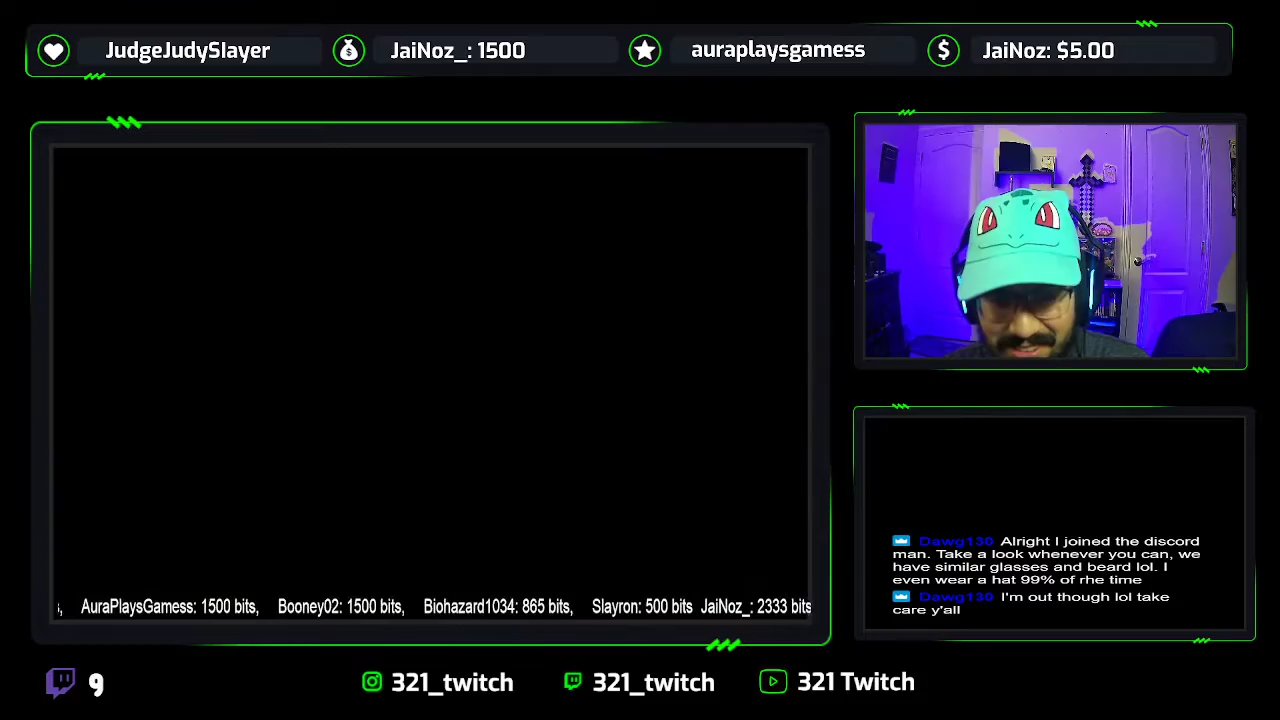 JudgeJudySlayer
JaiNoz_: 1500
auraplaysgamess
JaiNoz: $5.00
AuraPlaysGamess: 1500 bits, Booney02: 1500 bits, Biohazard1034: 865 bits, Slayron: 500 bits JaiNoz_: 2333 bits
Dawg130 Alright I joined the discord
man. Take a look whenever you can, we
have similar glasses and beard lol. I
even wear a hat 99% of rhe time
Dawg130 I'm out though lol take
care y'all
9
321_twitch
321_twitch
321 Twitch